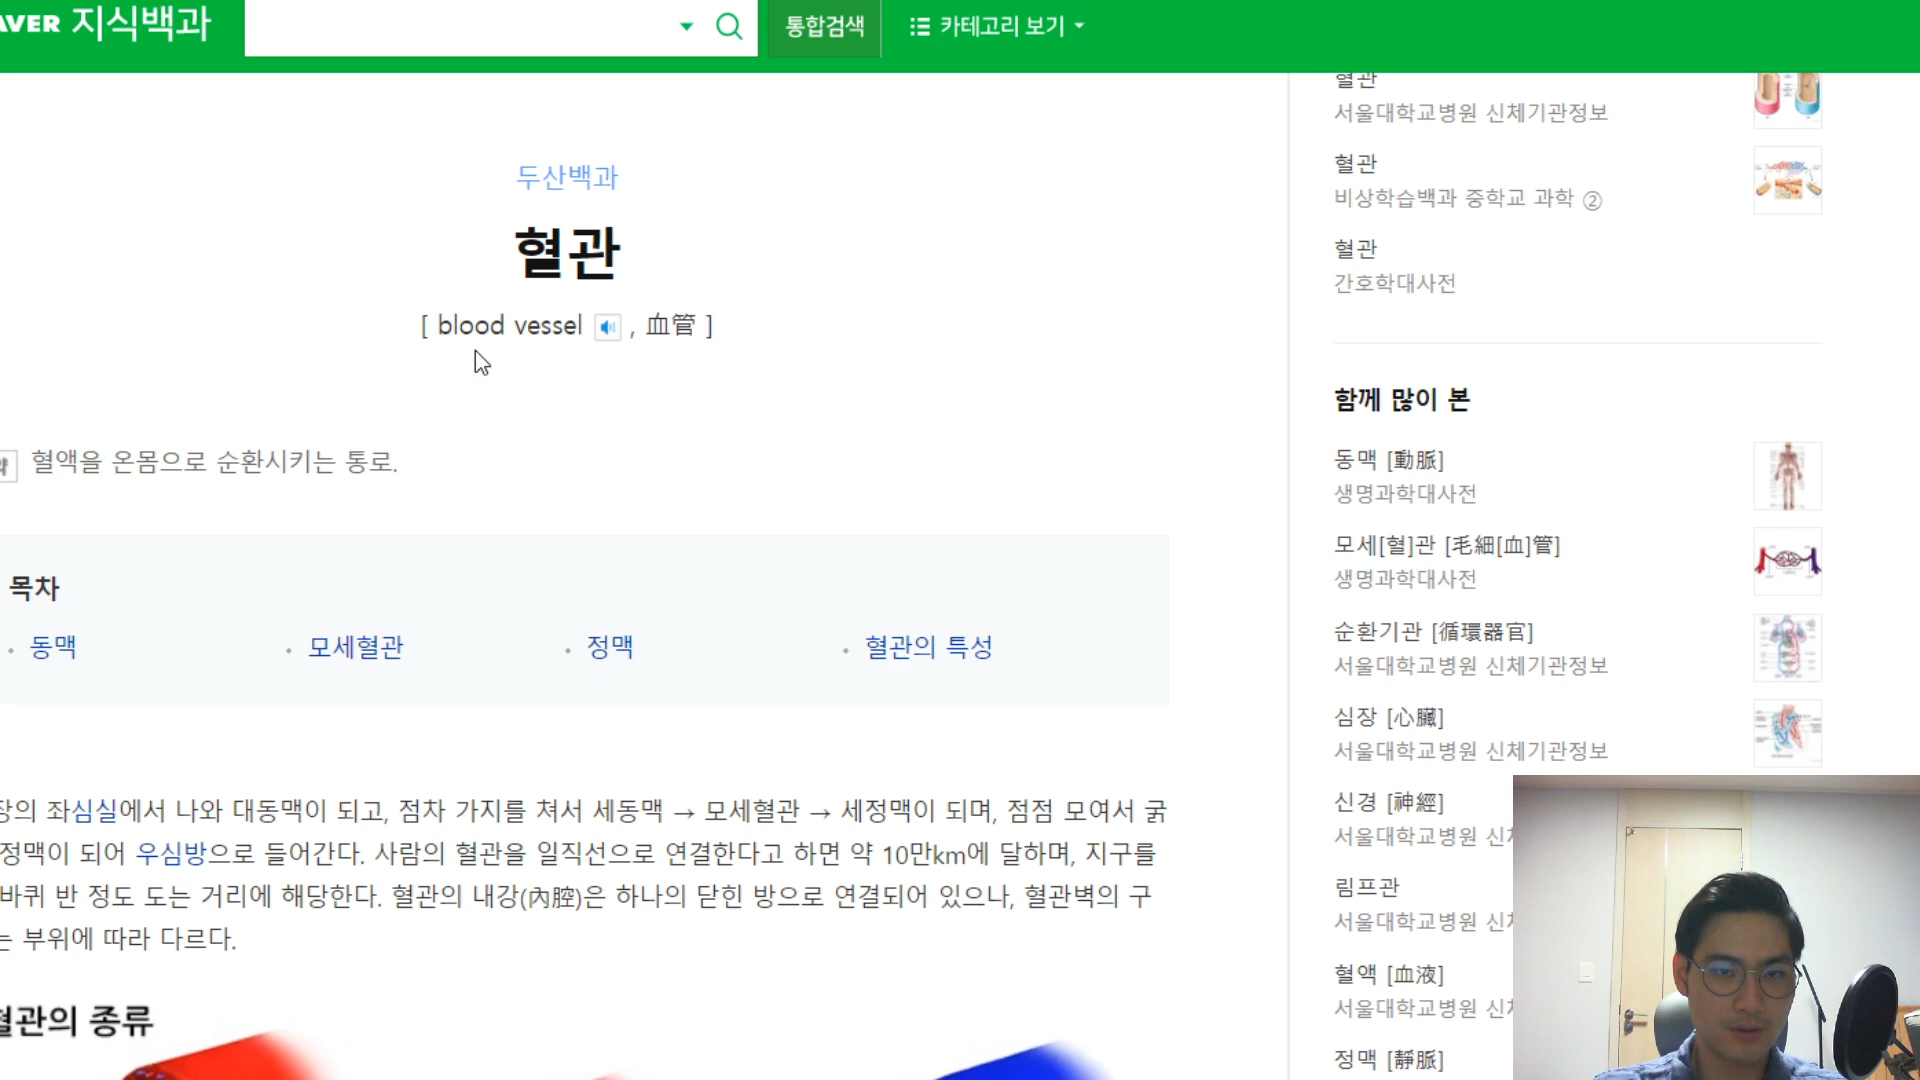 AVER 지식백과
통합검색
카테고리 보기
두산백과
혈관
[ blood vessel , 血管 ]
혈액을 온몸으로 순환시키는 통로.
목차
동맥
모세혈관
정맥
혈관의 특성
장의 좌심실에서 나와 대동맥이 되고, 점차 가지를 쳐서 세동맥 → 모세혈관 → 세정맥이 되며, 점점 모여서 굵
정맥이 되어 우심방으로 들어간다. 사람의 혈관을 일직선으로 연결한다고 하면 약 10만km에 달하며, 지구를
바퀴 반 정도 도는 거리에 해당한다. 혈관의 내강(內腔)은 하나의 닫힌 방으로 연결되어 있으나, 혈관벽의 구
는 부위에 따라 다르다.
혈관의 종류
혈관
서울대학교병원 신체기관정보
혈관
비상학습백과 중학교 과학 ②
혈관
간호학대사전
함께 많이 본
동맥 [動脈]
생명과학대사전
모세[혈]관 [毛細[血]管]
생명과학대사전
순환기관 [循環器官]
서울대학교병원 신체기관정보
심장 [心臟]
서울대학교병원 신체기관정보
신경 [神經]
서울대학교병원 신
림프관
서울대학교병원 신
혈액 [血液]
서울대학교병원 신
정맥 [靜脈]